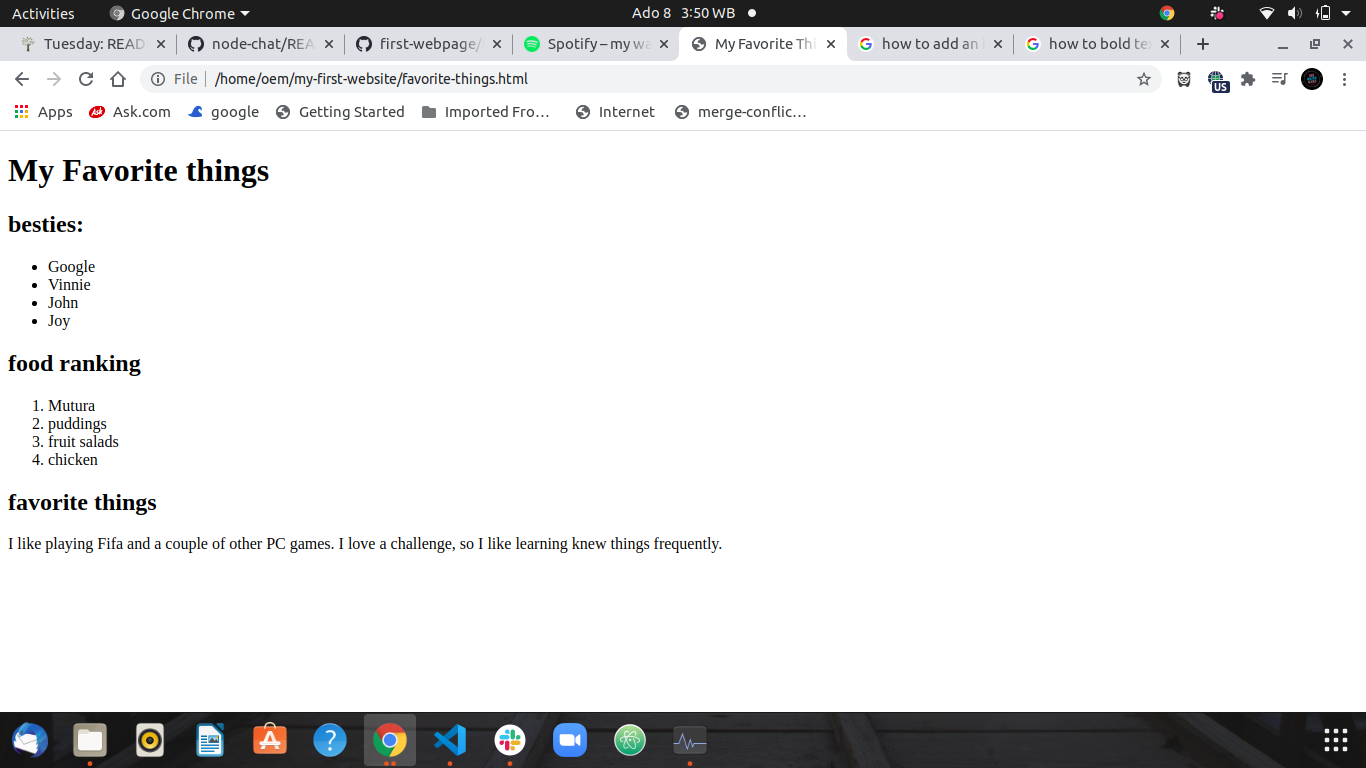 Activities Google Chrome Ado 8 3:50 WB
Tuesday: READ node-chat/REA first-webpage/ Spotify – my wa My Favorite Thi how to add an how to bold te
File /home/oem/my-first-website/favorite-things.html US
Apps Ask Ask.com google Getting Started Imported Fro… Internet merge-conflic…
My Favorite things
besties:
• Google
• Vinnie
• John
• Joy
food ranking
1. Mutura
2. puddings
3. fruit salads
4. chicken
favorite things
I like playing Fifa and a couple of other PC games. I love a challenge, so I like learning knew things frequently.